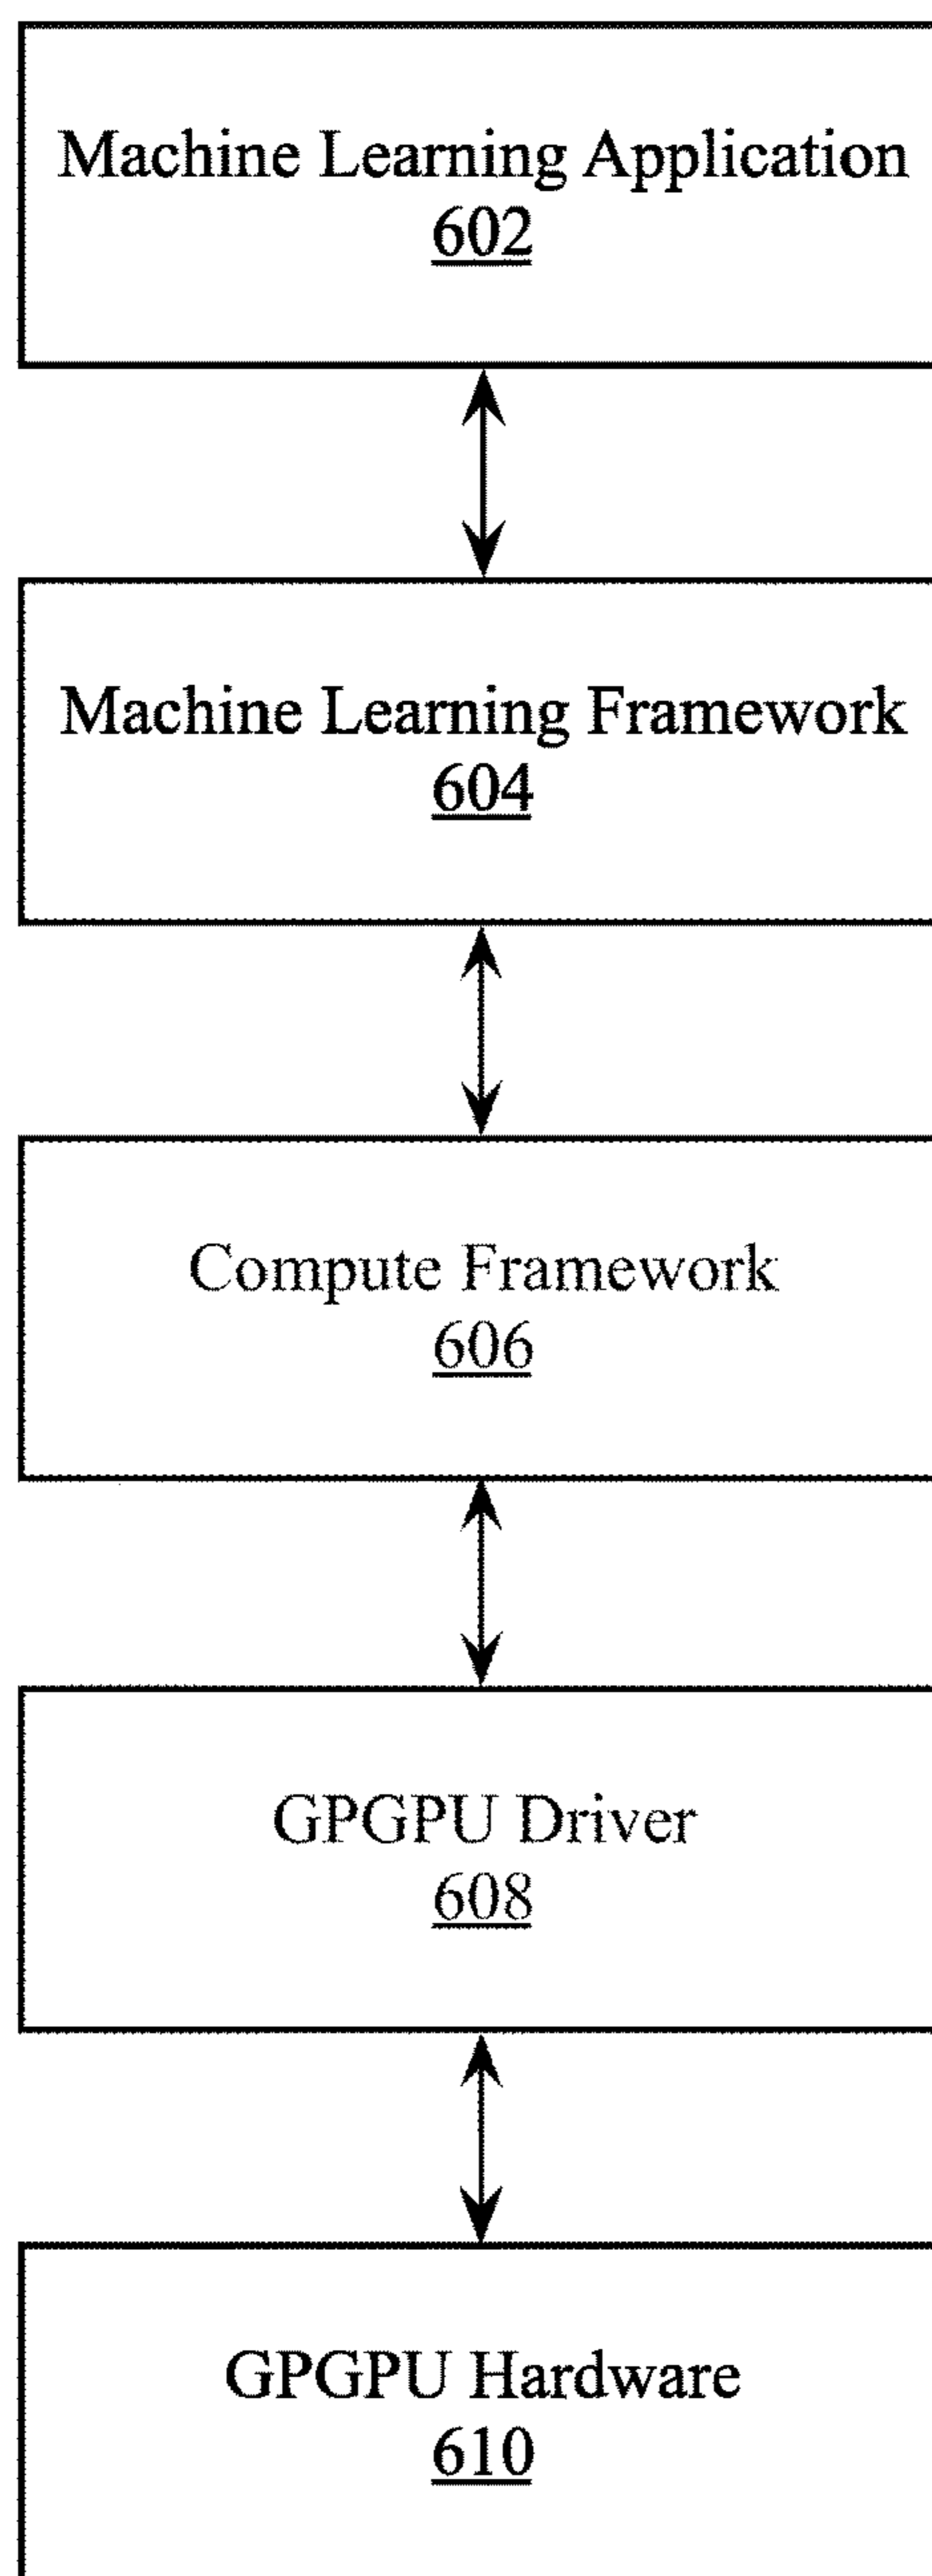 Machine Learning Application
602
Machine Learning Framework
604
Compute Framework
606
GPGPU Driver
608
GPGPU Hardware
610